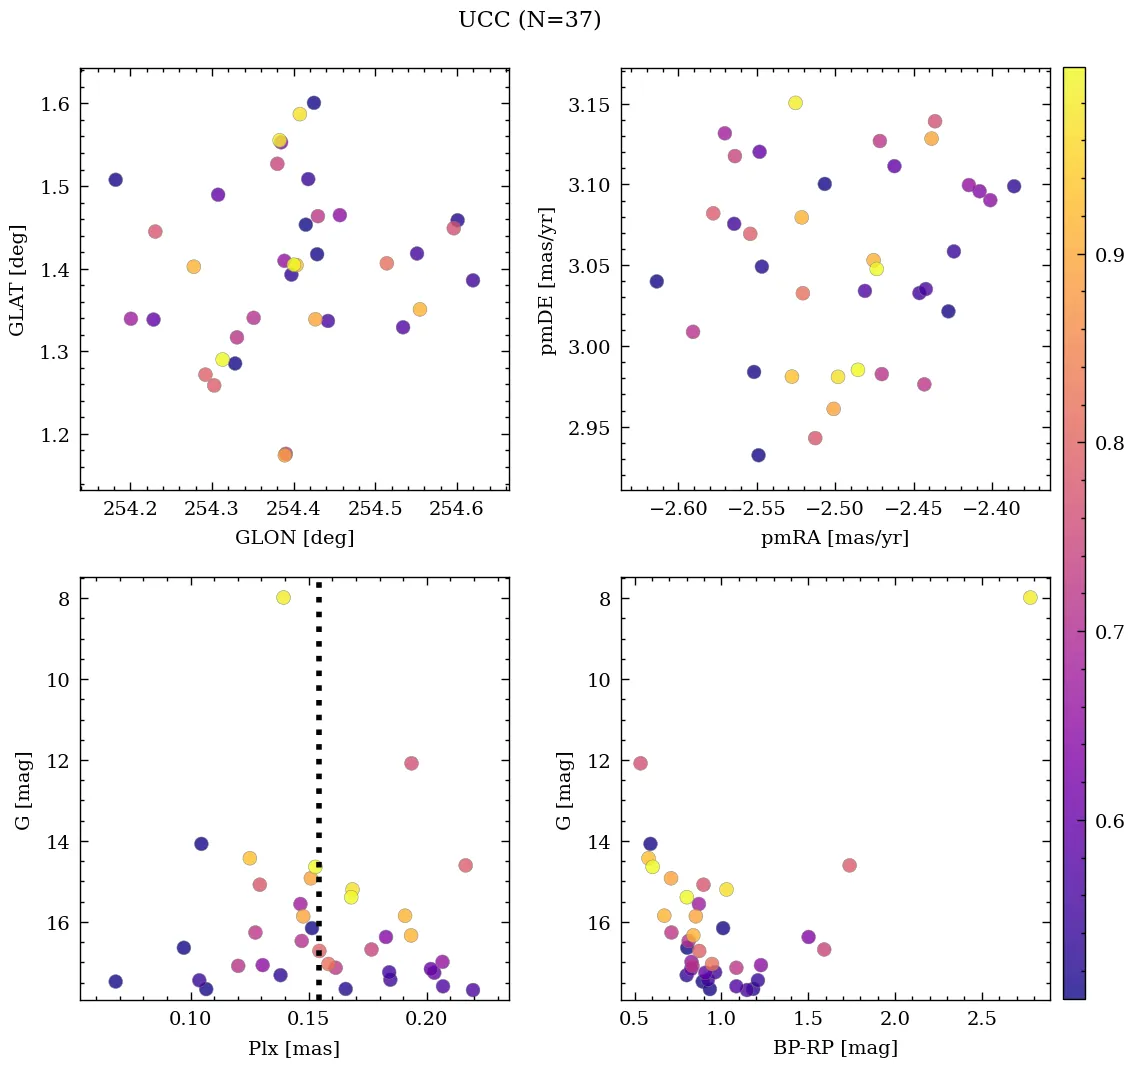 UCC (N=37)
1.6
1.5
1.4
1.3
1.2
GLAT [deg]
254.2 254.3 254.4 254.5 254.6
GLON [deg]
3.15
3.10
3.05
3.00
2.95
pmDE [mas/yr]
−2.60 −2.55 −2.50 −2.45 −2.40
pmRA [mas/yr]
8
10
12
14
16
G [mag]
0.10 0.15 0.20
Plx [mas]
8
10
12
14
16
G [mag]
0.5 1.0 1.5 2.0 2.5
BP-RP [mag]
0.9
0.8
0.7
0.6